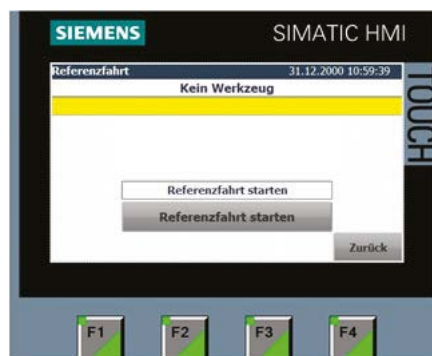 SIEMENS
SIMATIC HMI
TOUCH
Referenzfahrt 31.12.2000 10:59:39
Kein Werkzeug
Referenzfahrt starten
Referenzfahrt starten
Zurück
F1 F2 F3 F4